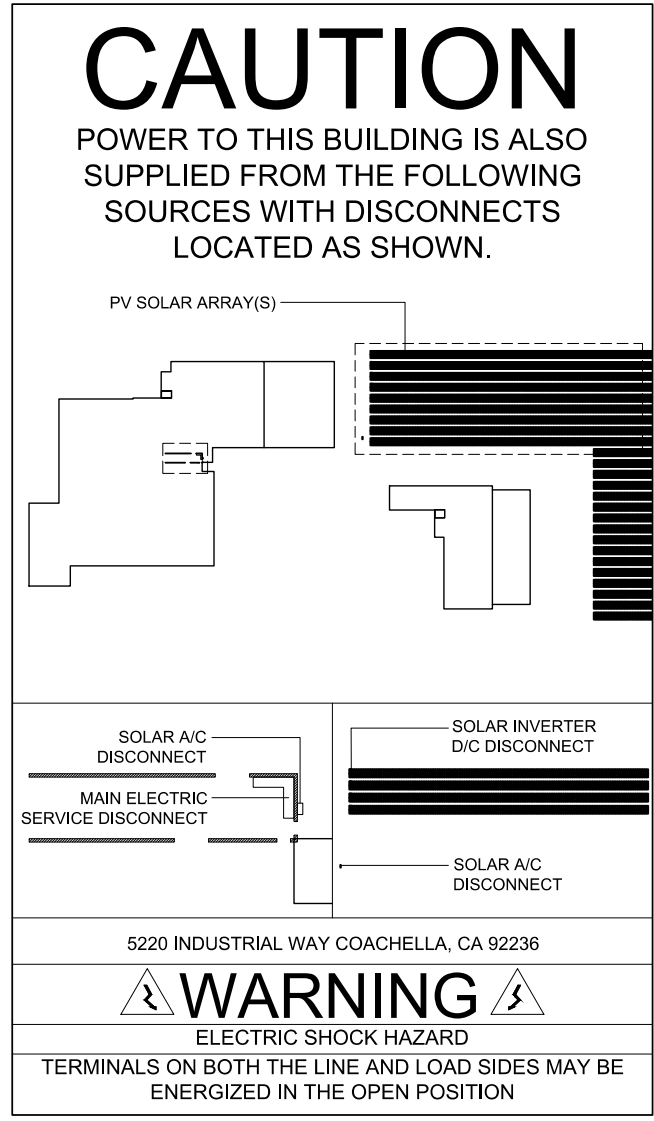 CAUTION
POWER TO THIS BUILDING IS ALSO
SUPPLIED FROM THE FOLLOWING
SOURCES WITH DISCONNECTS
LOCATED AS SHOWN.
PV SOLAR ARRAY(S)
SOLAR A/C
DISCONNECT
MAIN ELECTRIC
SERVICE DISCONNECT
SOLAR INVERTER
D/C DISCONNECT
SOLAR A/C
DISCONNECT
5220 INDUSTRIAL WAY COACHELLA, CA 92236
WARNING
ELECTRIC SHOCK HAZARD
TERMINALS ON BOTH THE LINE AND LOAD SIDES MAY BE
ENERGIZED IN THE OPEN POSITION